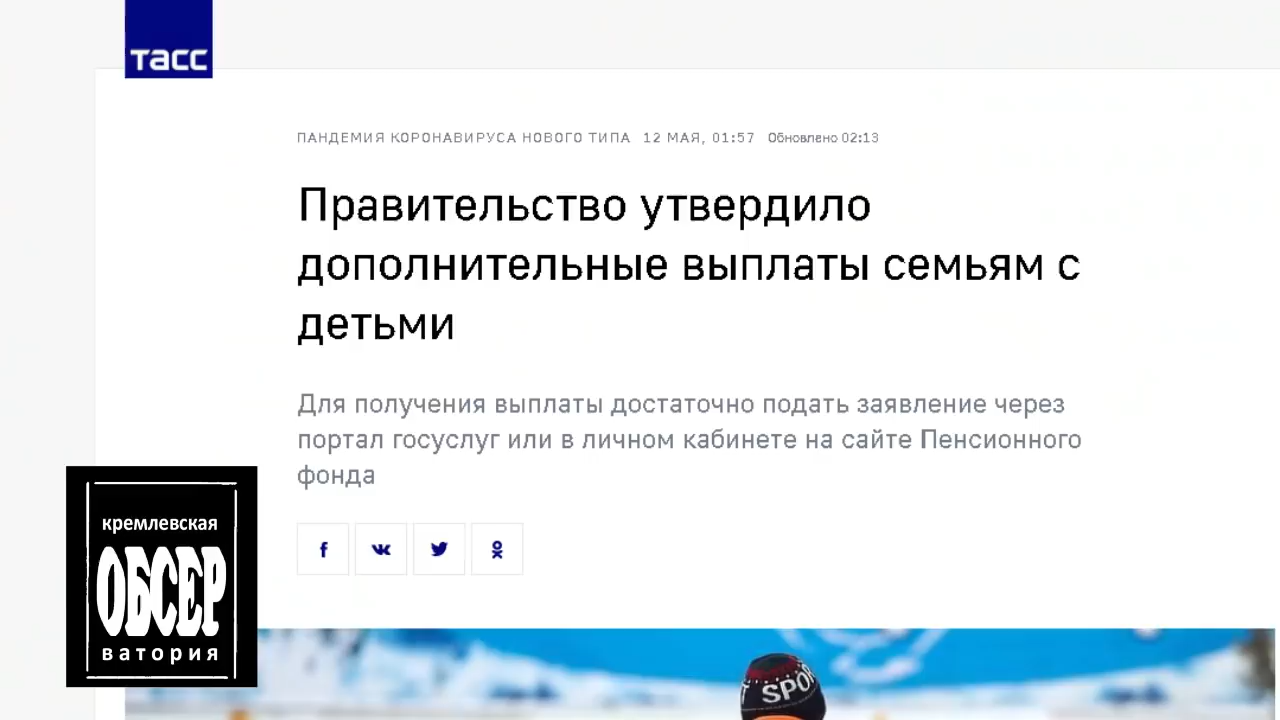 ТАСС
ПАНДЕМИЯ КОРОНАВИРУСА НОВОГО ТИПА 12 МАЯ, 01:57 Обновлено 02:13
Правительство утвердило
дополнительные выплаты семьям с
детьми
Для получения выплаты достаточно подать заявление через
портал госуслуг или в личном кабинете на сайте Пенсионного
фонда
кремлевская
ОБСЕР
ватория
SPO